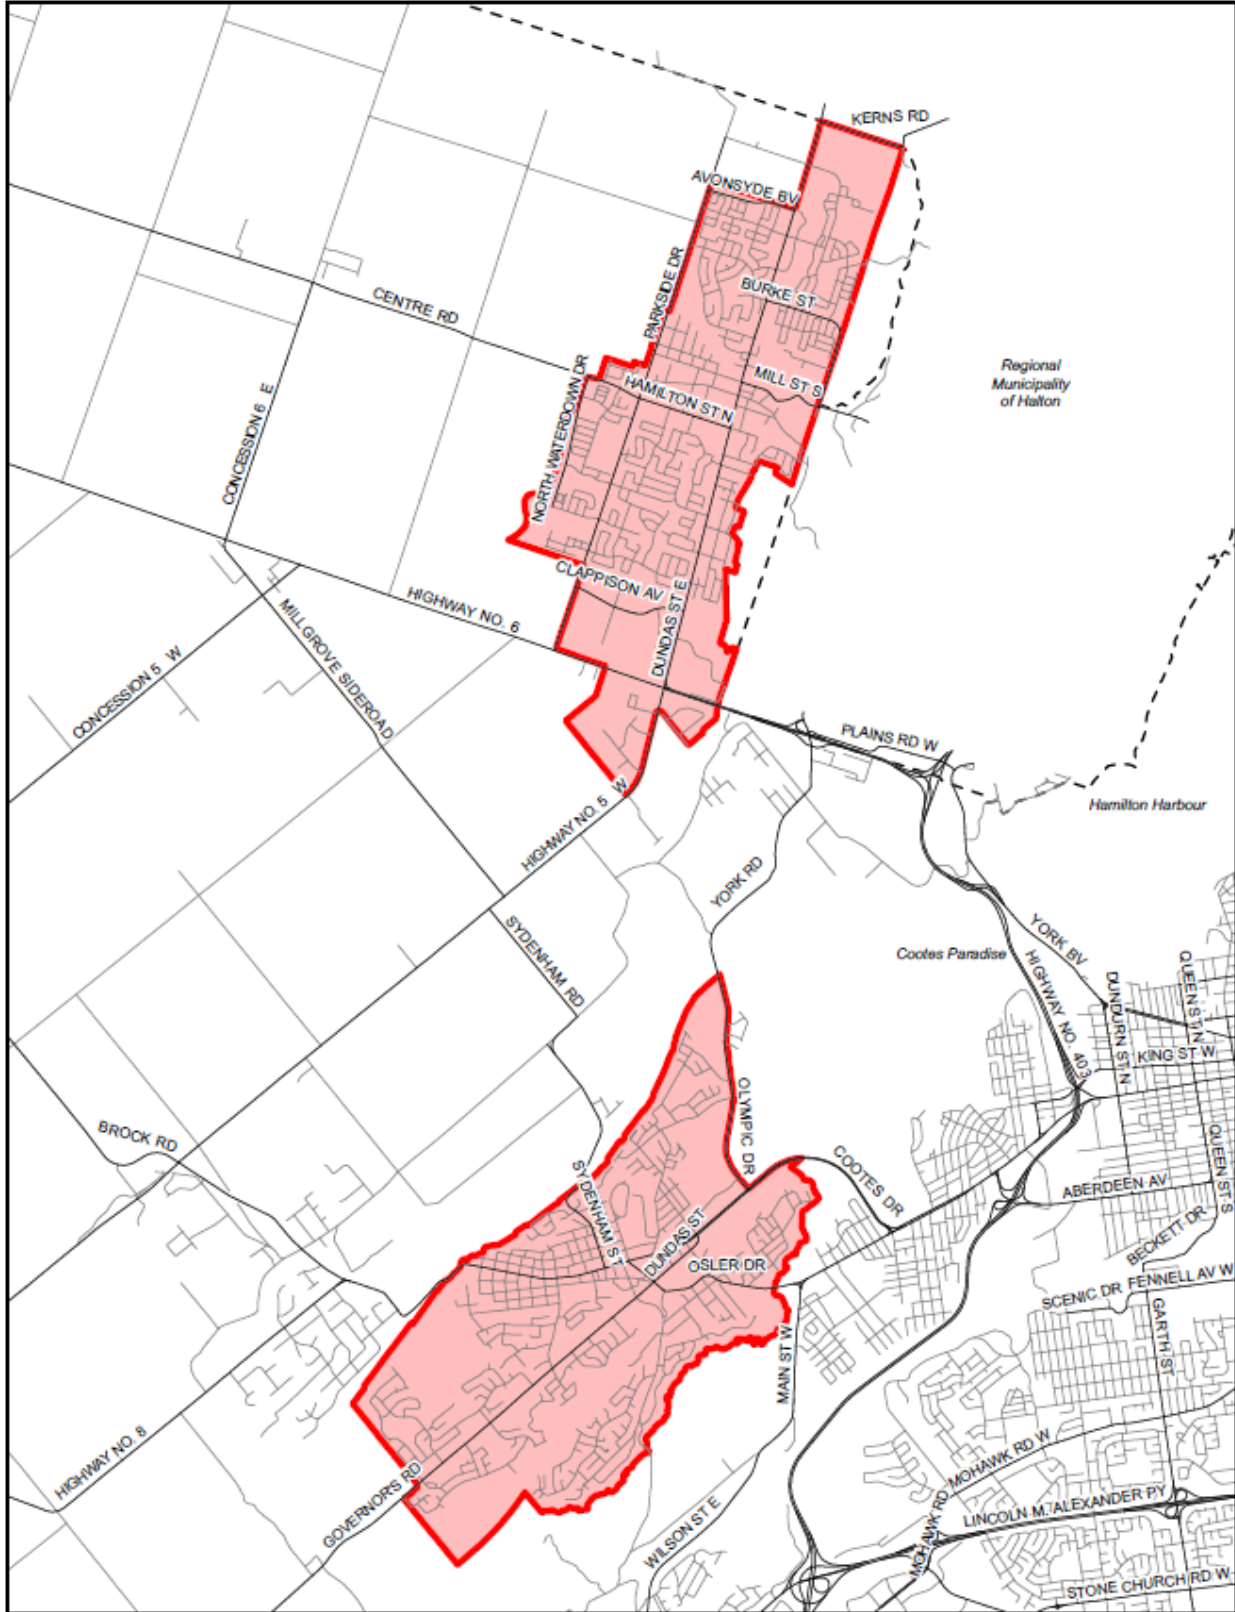 KERNS RD
AVONSYDE BV
PARKSIDE DR
BURKE ST
CENTRE RD
Regional
Municipality
of Halton
MILL ST S
HAMILTON ST N
NORTH WATERDOWN DR
CONCESSION 6 E
CLAPPISON AV
HIGHWAY NO. 6
DUNDAS ST E
MILLGROVE SIDEROAD
CONCESSION 5 W
PLAINS RD W
HIGHWAY NO. 5 W
Hamilton Harbour
YORK RD
SYDENHAM RD
Cootes Paradise
YORK BV
HIGHWAY NO. 403
DUNDURN ST N
QUEEN ST N
KING ST W
BROCK RD
OLYMPIC DR
COOTES DR
SYDENHAM ST
DUNDAS ST
OSLER DR
ABERDEEN AV
QUEEN ST S
BECKETT DR
FENNELL AV W
SCENIC DR
GARTH ST
MAIN ST W
HIGHWAY NO. 8
GOVERNOR'S RD
MOHAWK RD W
LINCOLN M. ALEXANDER PY
MOHAWK RD
WILSON ST E
STONE CHURCH RD W